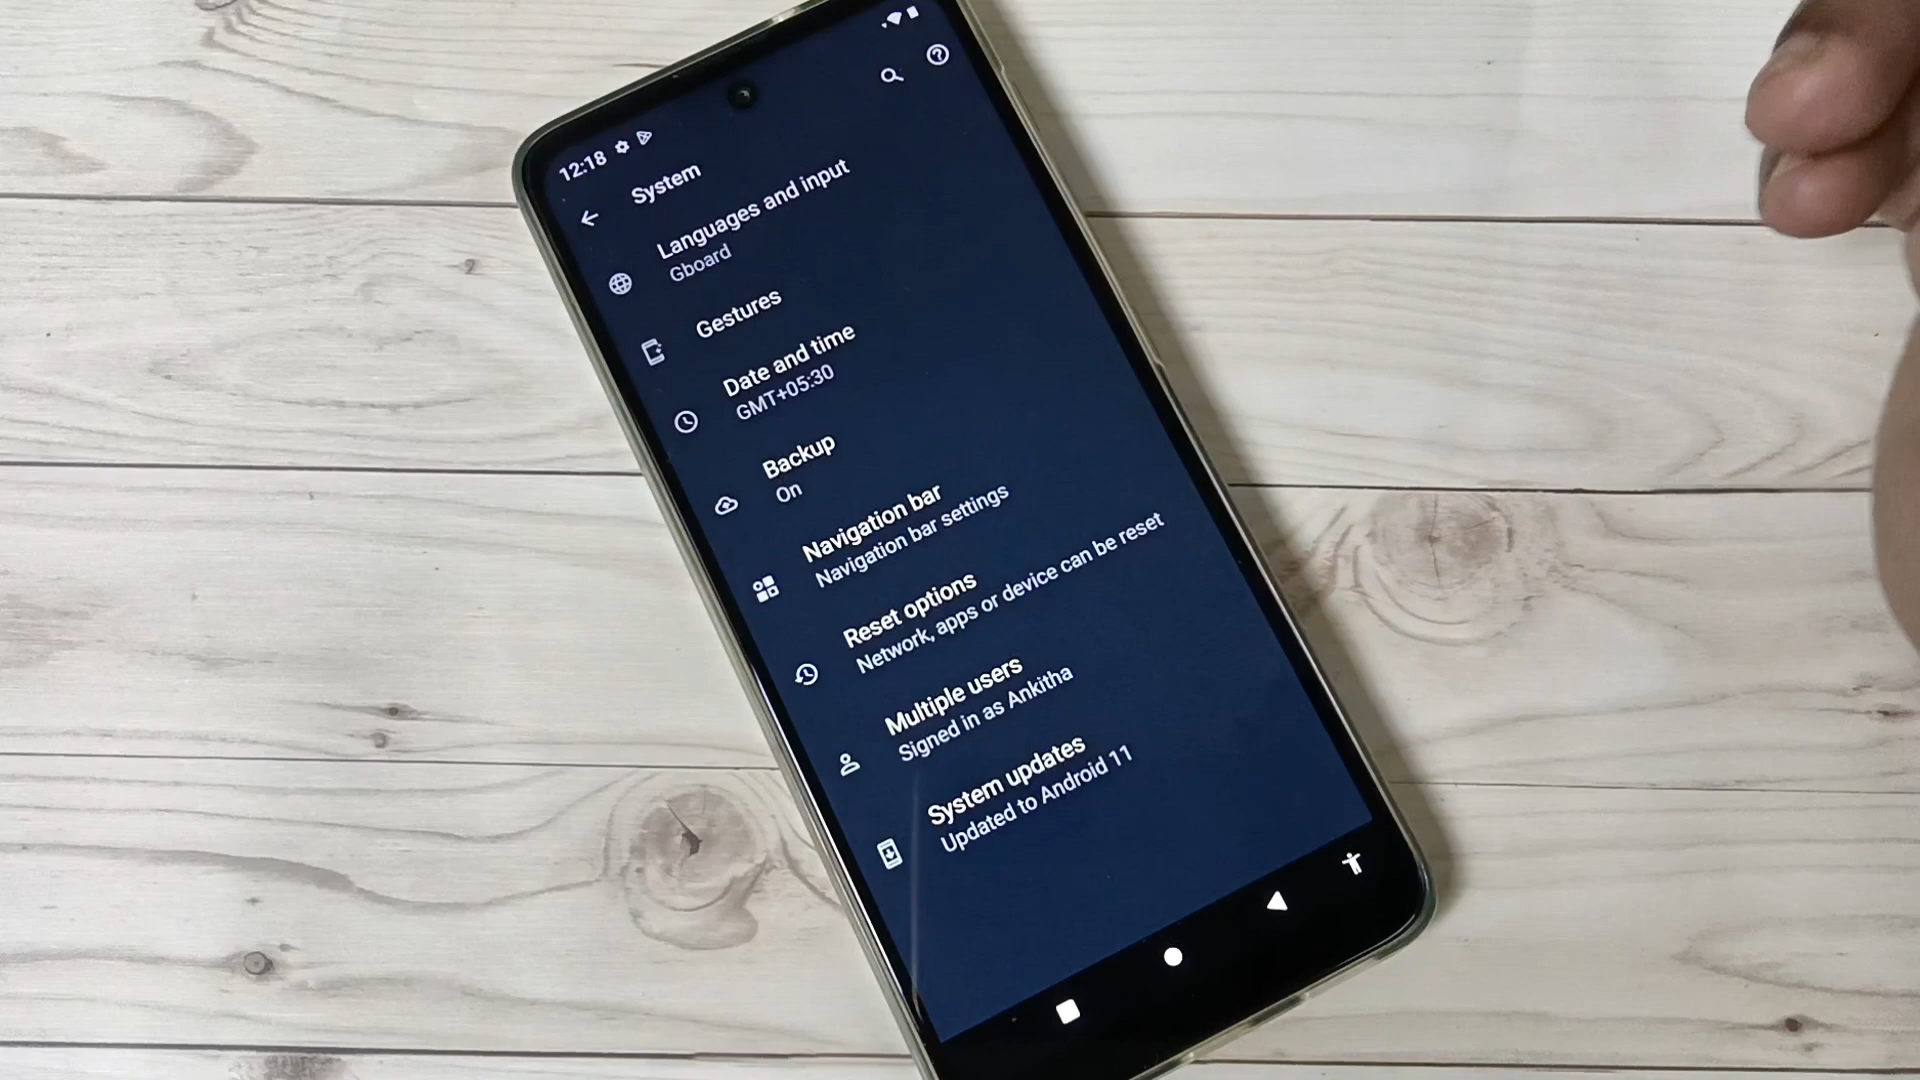 12:18
System
Languages and input
Gboard
Gestures
Date and time
GMT+05:30
Backup
On
Navigation bar
Navigation bar settings
Reset options
Network, apps or device can be reset
Multiple users
Signed in as Ankitha
System updates
Updated to Android 11